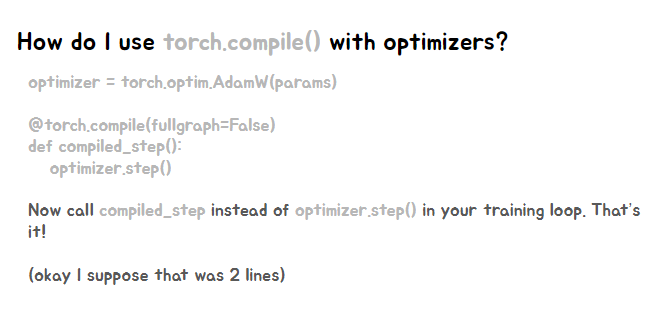 How do I use torch.compile() with optimizers?
optimizer = torch.optim.AdamW(params)
@torch.compile(fullgraph=False)
def compiled_step():
    optimizer.step()
Now call compiled_step instead of optimizer.step() in your training loop. That's
it!
(okay I suppose that was 2 lines)